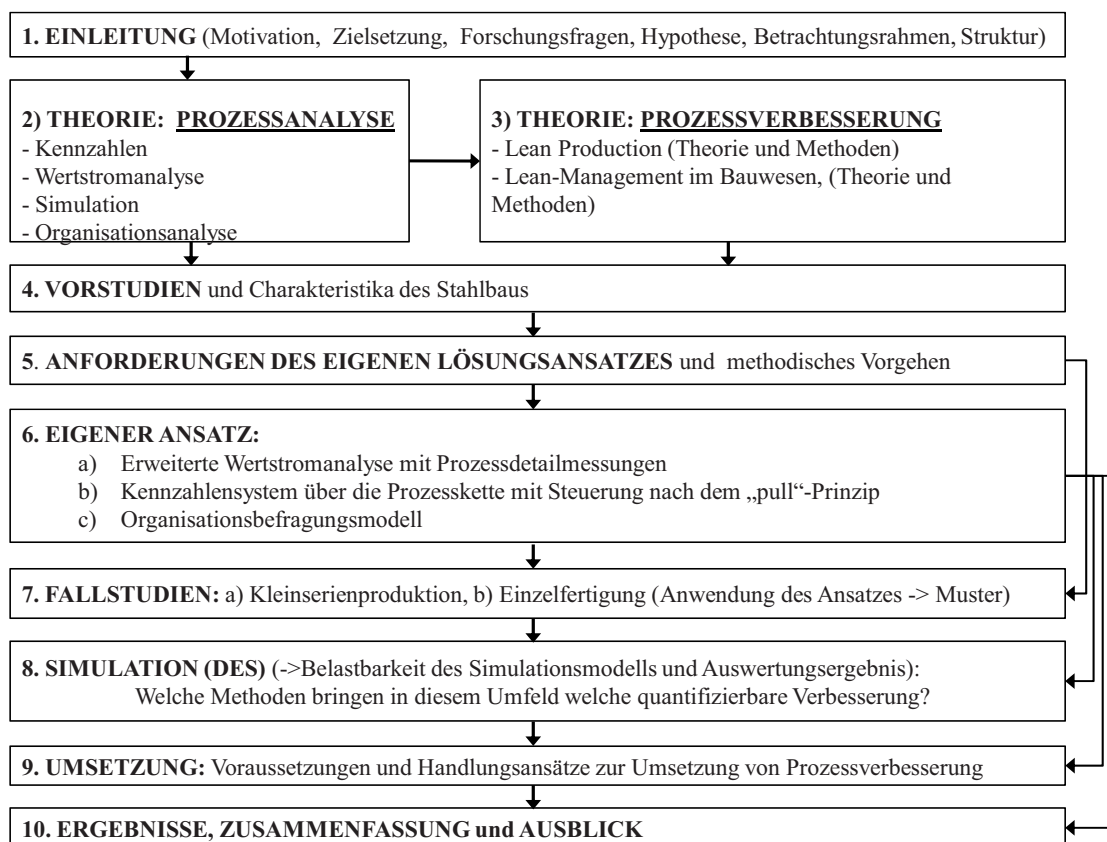 1. EINLEITUNG (Motivation, Zielsetzung, Forschungsfragen, Hypothese, Betrachtungsrahmen, Struktur)
2) THEORIE: PROZESSANALYSE
- Kennzahlen
- Wertstromanalyse
- Simulation
- Organisationsanalyse
3) THEORIE: PROZESSVERBESSERUNG
- Lean Production (Theorie und Methoden)
- Lean-Management im Bauwesen, (Theorie und
Methoden)
4. VORSTUDIEN und Charakteristika des Stahlbaus
5. ANFORDERUNGEN DES EIGENEN LÖSUNGSANSATZES und methodisches Vorgehen
6. EIGENER ANSATZ:
a) Erweiterte Wertstromanalyse mit Prozessdetailmessungen
b) Kennzahlensystem über die Prozesskette mit Steuerung nach dem „pull“-Prinzip
c) Organisationsbefragungsmodell
7. FALLSTUDIEN: a) Kleinserienproduktion, b) Einzelfertigung (Anwendung des Ansatzes -> Muster)
8. SIMULATION (DES) (->Belastbarkeit des Simulationsmodells und Auswertungsergebnis):
Welche Methoden bringen in diesem Umfeld welche quantifizierbare Verbesserung?
9. UMSETZUNG: Voraussetzungen und Handlungsansätze zur Umsetzung von Prozessverbesserung
10. ERGEBNISSE, ZUSAMMENFASSUNG und AUSBLICK